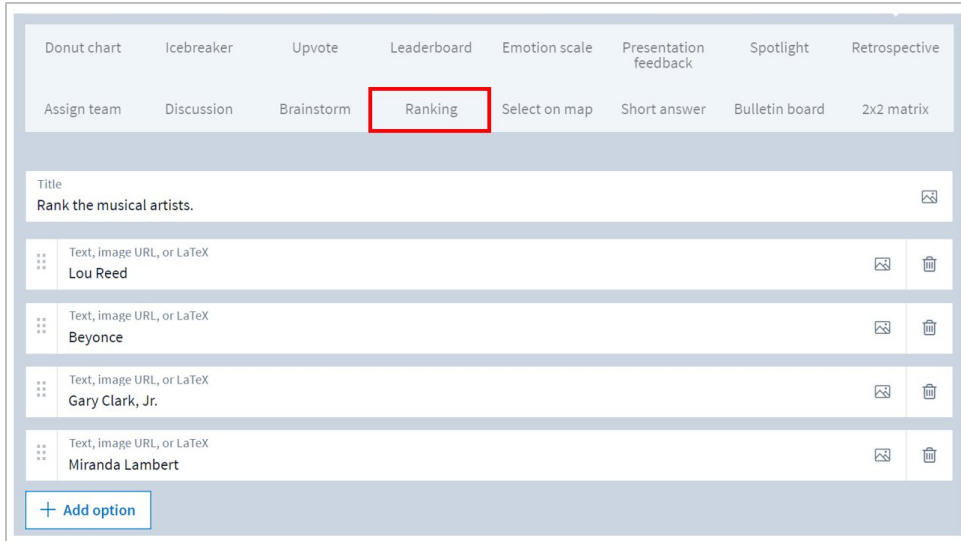 Donut chart Icebreaker Upvote Leaderboard Emotion scale Presentation feedback Spotlight Retrospective
Assign team Discussion Brainstorm Ranking Select on map Short answer Bulletin board 2x2 matrix
Title
Rank the musical artists.
Text, image URL, or LaTeX
Lou Reed
Text, image URL, or LaTeX
Beyonce
Text, image URL, or LaTeX
Gary Clark, Jr.
Text, image URL, or LaTeX
Miranda Lambert
+ Add option